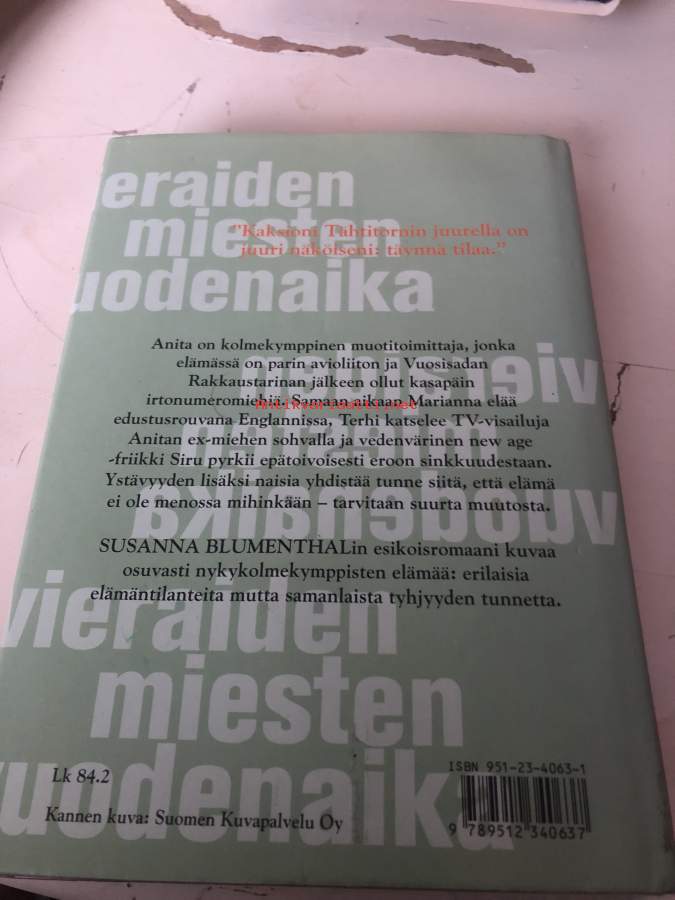 eraiden
miesten
uodenaika
"Kaksioni Tähtitornin juurella on
juuri näköiseni: täynnä tilaa."
Anita on kolmekymppinen muotitoimittaja, jonka
elämässä on parin avioliiton ja Vuosisadan
Rakkaustarinan jälkeen ollut kasapäin
irtonumeromiehiä. Samaan aikaan Marianna elää
edustusrouvana Englannissa, Terhi katselee TV-visailuja
Anitan ex-miehen sohvalla ja vedenvärinen new age
-friikki Siru pyrkii epätoivoisesti eroon sinkkuudestaan.
Ystävyyden lisäksi naisia yhdistää tunne siitä, että elämä
ei ole menossa mihinkään – tarvitaan suurta muutosta.
vieraiden
miesten
vuodenaika
SUSANNA BLUMENTHALin esikoisromaani kuvaa
osuvasti nykykolmekymppisten elämää: erilaisia
elämäntilanteita mutta samanlaista tyhjyyden tunnetta.
vieraiden
miesten
vuodenaika
Lk 84.2
Kannen kuva: Suomen Kuvapalvelu Oy
ISBN 951-23-4063-1
9 789512 340637